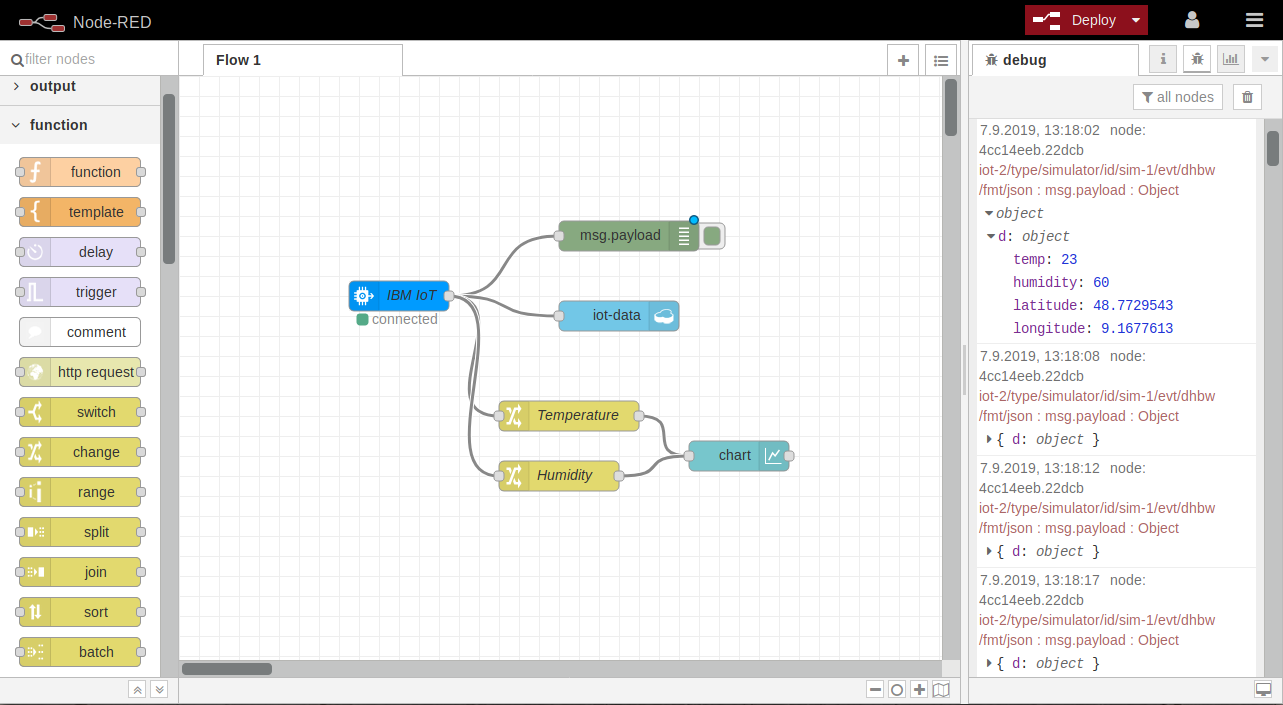 Node-RED
Deploy
filter nodes
output
function
function
template
delay
trigger
comment
http request
switch
change
range
split
join
sort
batch
Flow 1
msg.payload
IBM IoT
connected
iot-data
Temperature
Humidity
chart
debug
i
all nodes
7.9.2019, 13:18:02 node:
4cc14eeb.22dcb
iot-2/type/simulator/id/sim-1/evt/dhbw
/fmt/json : msg.payload : Object
object
d: object
temp: 23
humidity: 60
latitude: 48.7729543
longitude: 9.1677613
7.9.2019, 13:18:08 node:
4cc14eeb.22dcb
iot-2/type/simulator/id/sim-1/evt/dhbw
/fmt/json : msg.payload : Object
{ d: object }
7.9.2019, 13:18:12 node:
4cc14eeb.22dcb
iot-2/type/simulator/id/sim-1/evt/dhbw
/fmt/json : msg.payload : Object
{ d: object }
7.9.2019, 13:18:17 node:
4cc14eeb.22dcb
iot-2/type/simulator/id/sim-1/evt/dhbw
/fmt/json : msg.payload : Object
{ d: object }